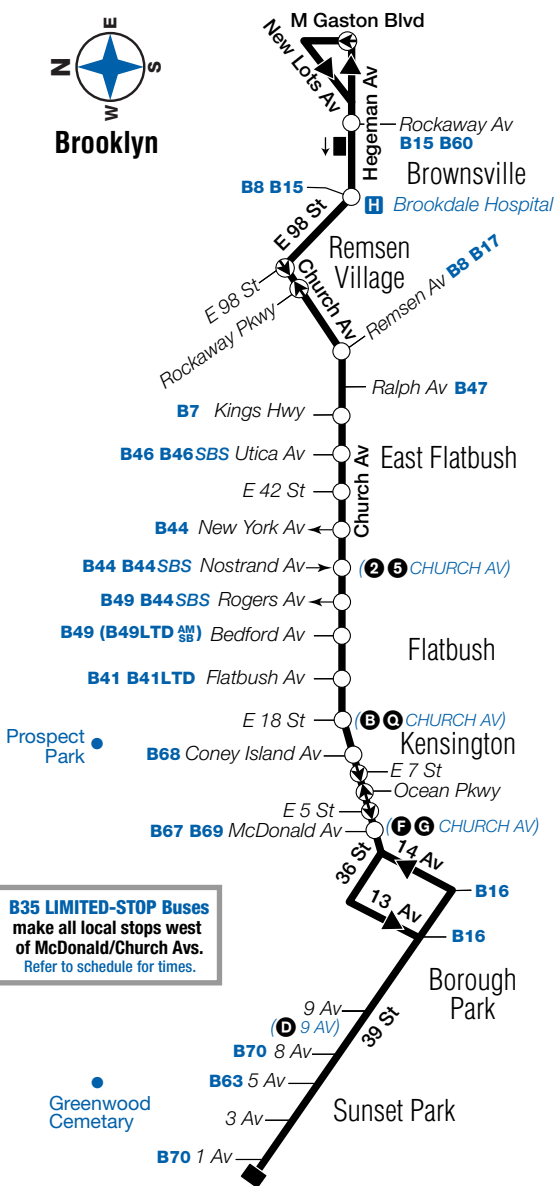 M Gaston Blvd
E
N
S
W
Brooklyn
New Lots Av
Hegeman Av
Rockaway Av
B15 B60
Brownsville
B8 B15
H Brookdale Hospital
E 98 St
Remsen
Village
Church Av
E 98 St
Rockaway Pkwy
Remsen Av B8 B17
Ralph Av B47
B7 Kings Hwy
B46 B46SBS Utica Av
East Flatbush
Church Av
E 42 St
B44 New York Av
B44 B44SBS Nostrand Av
(2 5 CHURCH AV)
B49 B44SBS Rogers Av
B49 (B49LTD AM SB) Bedford Av
Flatbush
B41 B41LTD Flatbush Av
E 18 St
(B Q CHURCH AV)
Kensington
Prospect
Park
B68 Coney Island Av
E 7 St
Ocean Pkwy
E 5 St
B67 B69 McDonald Av
(F G CHURCH AV)
36 St
14 Av
13 Av
B16
B16
B35 LIMITED-STOP Buses
make all local stops west
of McDonald/Church Avs.
Refer to schedule for times.
Borough
Park
9 Av
(D 9 AV)
39 St
B70 8 Av
B63 5 Av
Greenwood
Cemetary
3 Av
Sunset Park
B70 1 Av